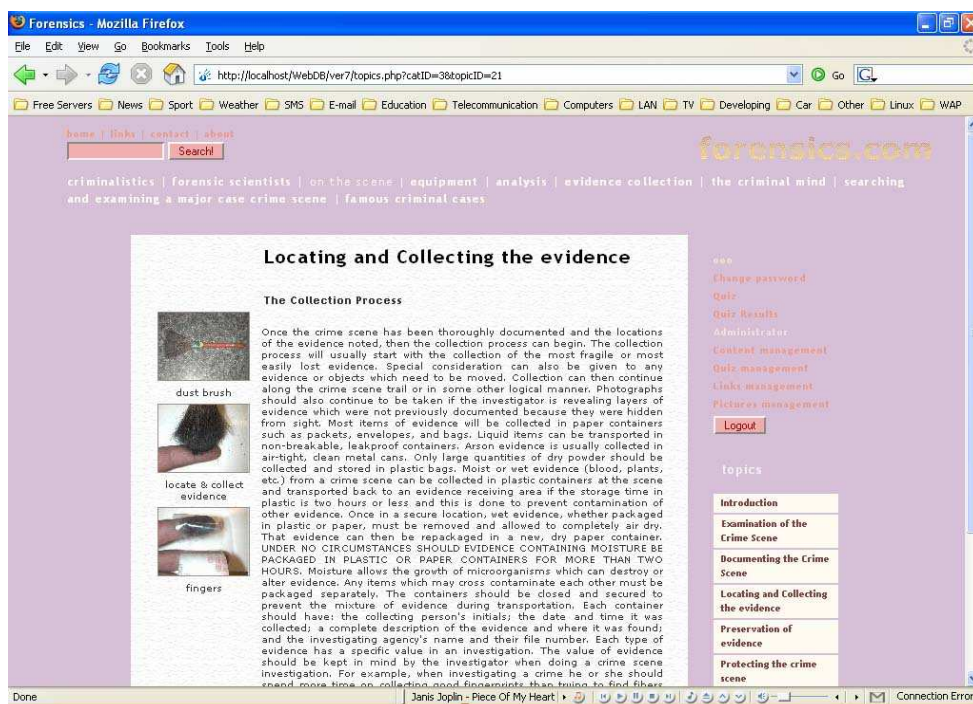 Forensics - Mozilla Firefox
File Edit View Go Bookmarks Tools Help
http://localhost/WebDB/ver7/topics.php?catID=3&topicID=21
Go
G
Free Servers News Sport Weather SMS E-mail Education Telecommunication Computers LAN TV Developing Car Other Linux WAP
home | links | contact | about
Search!
forensics.com
criminalistics | forensic scientists | on the scene | equipment | analysis | evidence collection | the criminal mind | searching
and examining a major case crime scene | famous criminal cases
Locating and Collecting the evidence
The Collection Process
Once the crime scene has been thoroughly documented and the locations
of the evidence noted, then the collection process can begin. The collection
process will usually start with the collection of the most fragile or most
easily lost evidence. Special consideration can also be given to any
evidence or objects which need to be moved. Collection can then continue
along the crime scene trail or in some other logical manner. Photographs
should also continue to be taken if the investigator is revealing layers of
evidence which were not previously documented because they were hidden
from sight. Most items of evidence will be collected in paper containers
such as packets, envelopes, and bags. Liquid items can be transported in
non-breakable, leakproof containers. Arson evidence is usually collected in
air-tight, clean metal cans. Only large quantities of dry powder should be
collected and stored in plastic bags. Moist or wet evidence (blood, plants,
etc.) from a crime scene can be collected in plastic containers at the scene
and transported back to an evidence receiving area if the storage time in
plastic is two hours or less and this is done to prevent contamination of
other evidence. Once in a secure location, wet evidence, whether packaged
in plastic or paper, must be removed and allowed to completely air dry.
That evidence can then be repackaged in a new, dry paper container.
UNDER NO CIRCUMSTANCES SHOULD EVIDENCE CONTAINING MOISTURE BE
PACKAGED IN PLASTIC OR PAPER CONTAINERS FOR MORE THAN TWO
HOURS. Moisture allows the growth of microorganisms which can destroy or
alter evidence. Any items which may cross contaminate each other must be
packaged separately. The containers should be closed and secured to
prevent the mixture of evidence during transportation. Each container
should have: the collecting person's initials; the date and time it was
collected; a complete description of the evidence and where it was found;
and the investigating agency's name and their file number. Each type of
evidence has a specific value in an investigation. The value of evidence
should be kept in mind by the investigator when doing a crime scene
investigation. For example, when investigating a crime he or she should
spend more time on collecting good fingerprints than trying to find fibers
dust brush
locate & collect
evidence
fingers
Change password
Quiz
Quiz Results
Administrator
Content management
Quiz management
Links management
Pictures management
Logout
topics
Introduction
Examination of the
Crime Scene
Documenting the Crime
Scene
Locating and Collecting
the evidence
Preservation of
evidence
Protecting the crime
scene
Done
Janis Joplin - Piece Of My Heart
Connection Error